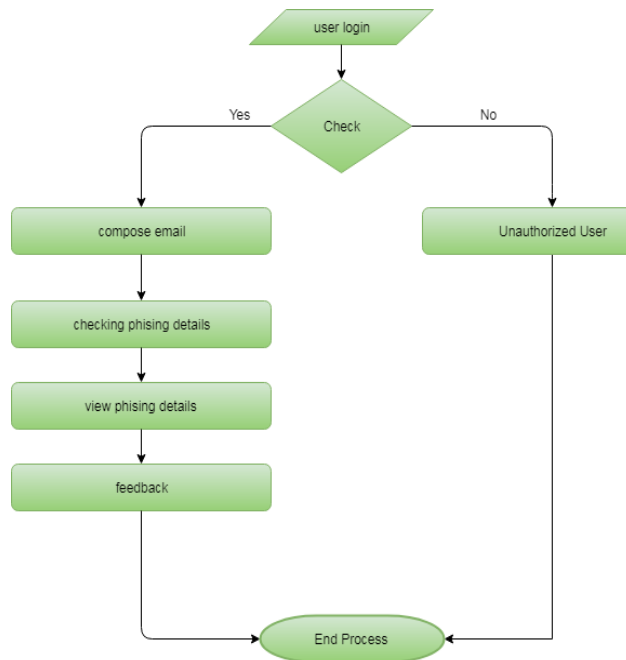 user login
Check
Yes
No
compose email
Unauthorized User
checking phising details
view phising details
feedback
End Process